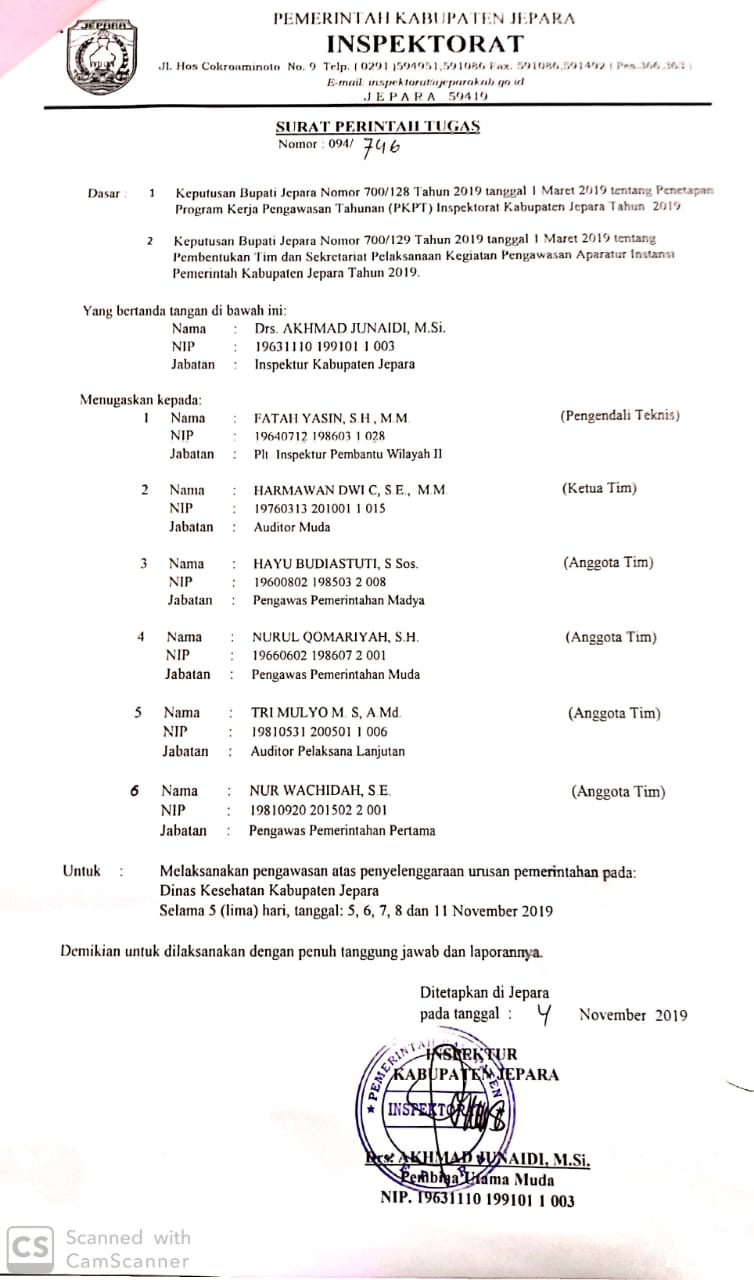 JEPARA
PEMERINTAH KABUPATEN JEPARA
INSPEKTORAT
Jl. Hos Cokroaminoto No. 9 Telp. ( 0291 )594951,591086 Fax. 591086,591492 ( Pes.366,363 )
E-mail. inspektorat@jeparakab.go.id
J E P A R A 59419
SURAT PERINTAH TUGAS
Nomor : 094/ 746
Dasar : 1 Keputusan Bupati Jepara Nomor 700/128 Tahun 2019 tanggal 1 Maret 2019 tentang Penetapan
Program Kerja Pengawasan Tahunan (PKPT) Inspektorat Kabupaten Jepara Tahun 2019.
2 Keputusan Bupati Jepara Nomor 700/129 Tahun 2019 tanggal 1 Maret 2019 tentang
Pembentukan Tim dan Sekretariat Pelaksanaan Kegiatan Pengawasan Aparatur Instansi
Pemerintah Kabupaten Jepara Tahun 2019.
Yang bertanda tangan di bawah ini:
Nama : Drs. AKHMAD JUNAIDI, M.Si.
NIP : 19631110 199101 1 003
Jabatan : Inspektur Kabupaten Jepara
Menugaskan kepada:
1 Nama : FATAH YASIN, S.H., M.M. (Pengendali Teknis)
NIP : 19640712 198603 1 028
Jabatan : Plt Inspektur Pembantu Wilayah II
2 Nama : HARMAWAN DWI C, S.E., M.M (Ketua Tim)
NIP : 19760313 201001 1 015
Jabatan : Auditor Muda
3 Nama : HAYU BUDIASTUTI, S Sos. (Anggota Tim)
NIP : 19600802 198503 2 008
Jabatan : Pengawas Pemerintahan Madya
4 Nama : NURUL QOMARIYAH, S.H. (Anggota Tim)
NIP : 19660602 198607 2 001
Jabatan : Pengawas Pemerintahan Muda
5 Nama : TRI MULYO M. S, A.Md. (Anggota Tim)
NIP : 19810531 200501 1 006
Jabatan : Auditor Pelaksana Lanjutan
6 Nama : NUR WACHIDAH, S.E. (Anggota Tim)
NIP : 19810920 201502 2 001
Jabatan : Pengawas Pemerintahan Pertama
Untuk : Melaksanakan pengawasan atas penyelenggaraan urusan pemerintahan pada:
Dinas Kesehatan Kabupaten Jepara
Selama 5 (lima) hari, tanggal: 5, 6, 7, 8 dan 11 November 2019
Demikian untuk dilaksanakan dengan penuh tanggung jawab dan laporannya.
Ditetapkan di Jepara
pada tanggal : 4 November 2019
INSPEKTUR
KABUPATEN JEPARA
PEMERINTAH KABUPATEN
INSPEKTORAT
JEPARA
Drs. AKHMAD JUNAIDI, M.Si.
Pembina Utama Muda
NIP. 19631110 199101 1 003
CS
Scanned with
CamScanner